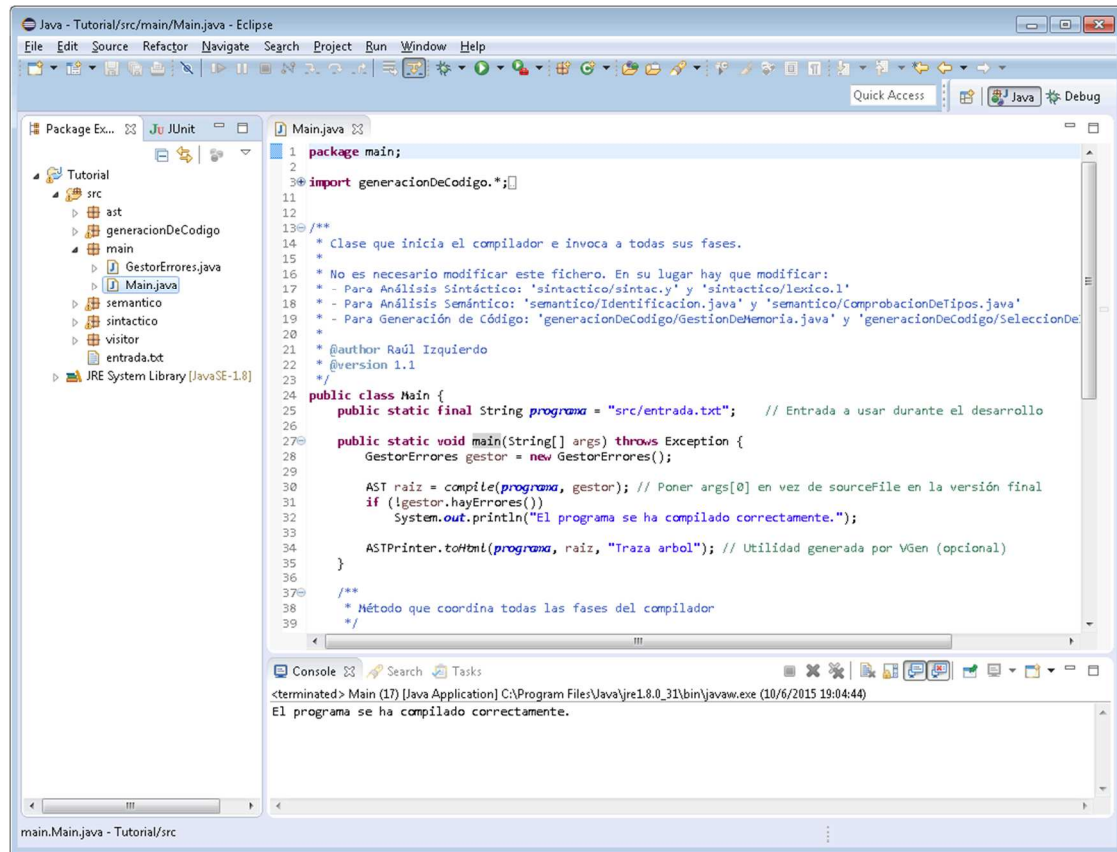 Java - Tutorial/src/main/Main.java - Eclipse
File Edit Source Refactor Navigate Search Project Run Window Help
Quick Access Java Debug
Package Ex... JUnit
Tutorial
src
ast
generacionDeCodigo
main
GestorErrores.java
Main.java
semantico
sintactico
visitor
entrada.txt
JRE System Library [JavaSE-1.8]
Main.java
1 package main;
2
3 import generacionDeCodigo.*;
11
12
13 /**
14 * Clase que inicia el compilador e invoca a todas sus fases.
15 *
16 * No es necesario modificar este fichero. En su lugar hay que modificar:
17 * - Para Análisis Sintáctico: 'sintactico/sintac.y' y 'sintactico/lexico.l'
18 * - Para Análisis Semántico: 'semantico/Identificacion.java' y 'semantico/ComprobacionDeTipos.java'
19 * - Para Generación de Código: 'generacionDeCodigo/GestionDeMemoria.java' y 'generacionDeCodigo/SeleccionDe
20 *
21 * @author Raúl Izquierdo
22 * @version 1.1
23 */
24 public class Main {
25 public static final String programa = "src/entrada.txt"; // Entrada a usar durante el desarrollo
26
27 public static void main(String[] args) throws Exception {
28 GestorErrores gestor = new GestorErrores();
29
30 AST raiz = compile(programa, gestor); // Poner args[0] en vez de sourceFile en la versión final
31 if (!gestor.hayErrores())
32 System.out.println("El programa se ha compilado correctamente.");
33
34 ASTPrinter.toHtml(programa, raiz, "Traza arbol"); // Utilidad generada por VGen (opcional)
35 }
36
37 /**
38 * Método que coordina todas las fases del compilador
39 */
Console Search Tasks
<terminated> Main (17) [Java Application] C:\Program Files\Java\jre1.8.0_31\bin\javaw.exe (10/6/2015 19:04:44)
El programa se ha compilado correctamente.
main.Main.java - Tutorial/src